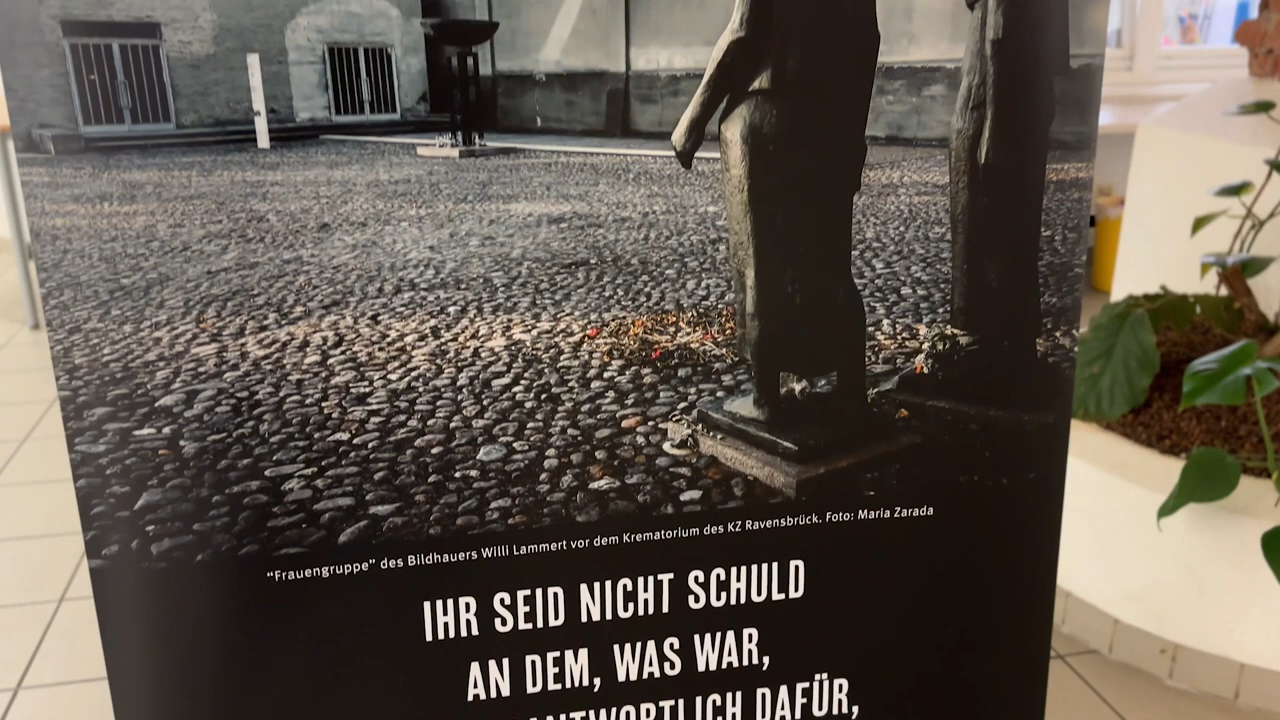 “Frauengruppe” des Bildhauers Willi Lammert vor dem Krematorium des KZ Ravensbrück. Foto: Maria Zarada
IHR SEID NICHT SCHULD
AN DEM, WAS WAR,
DAFÜR,